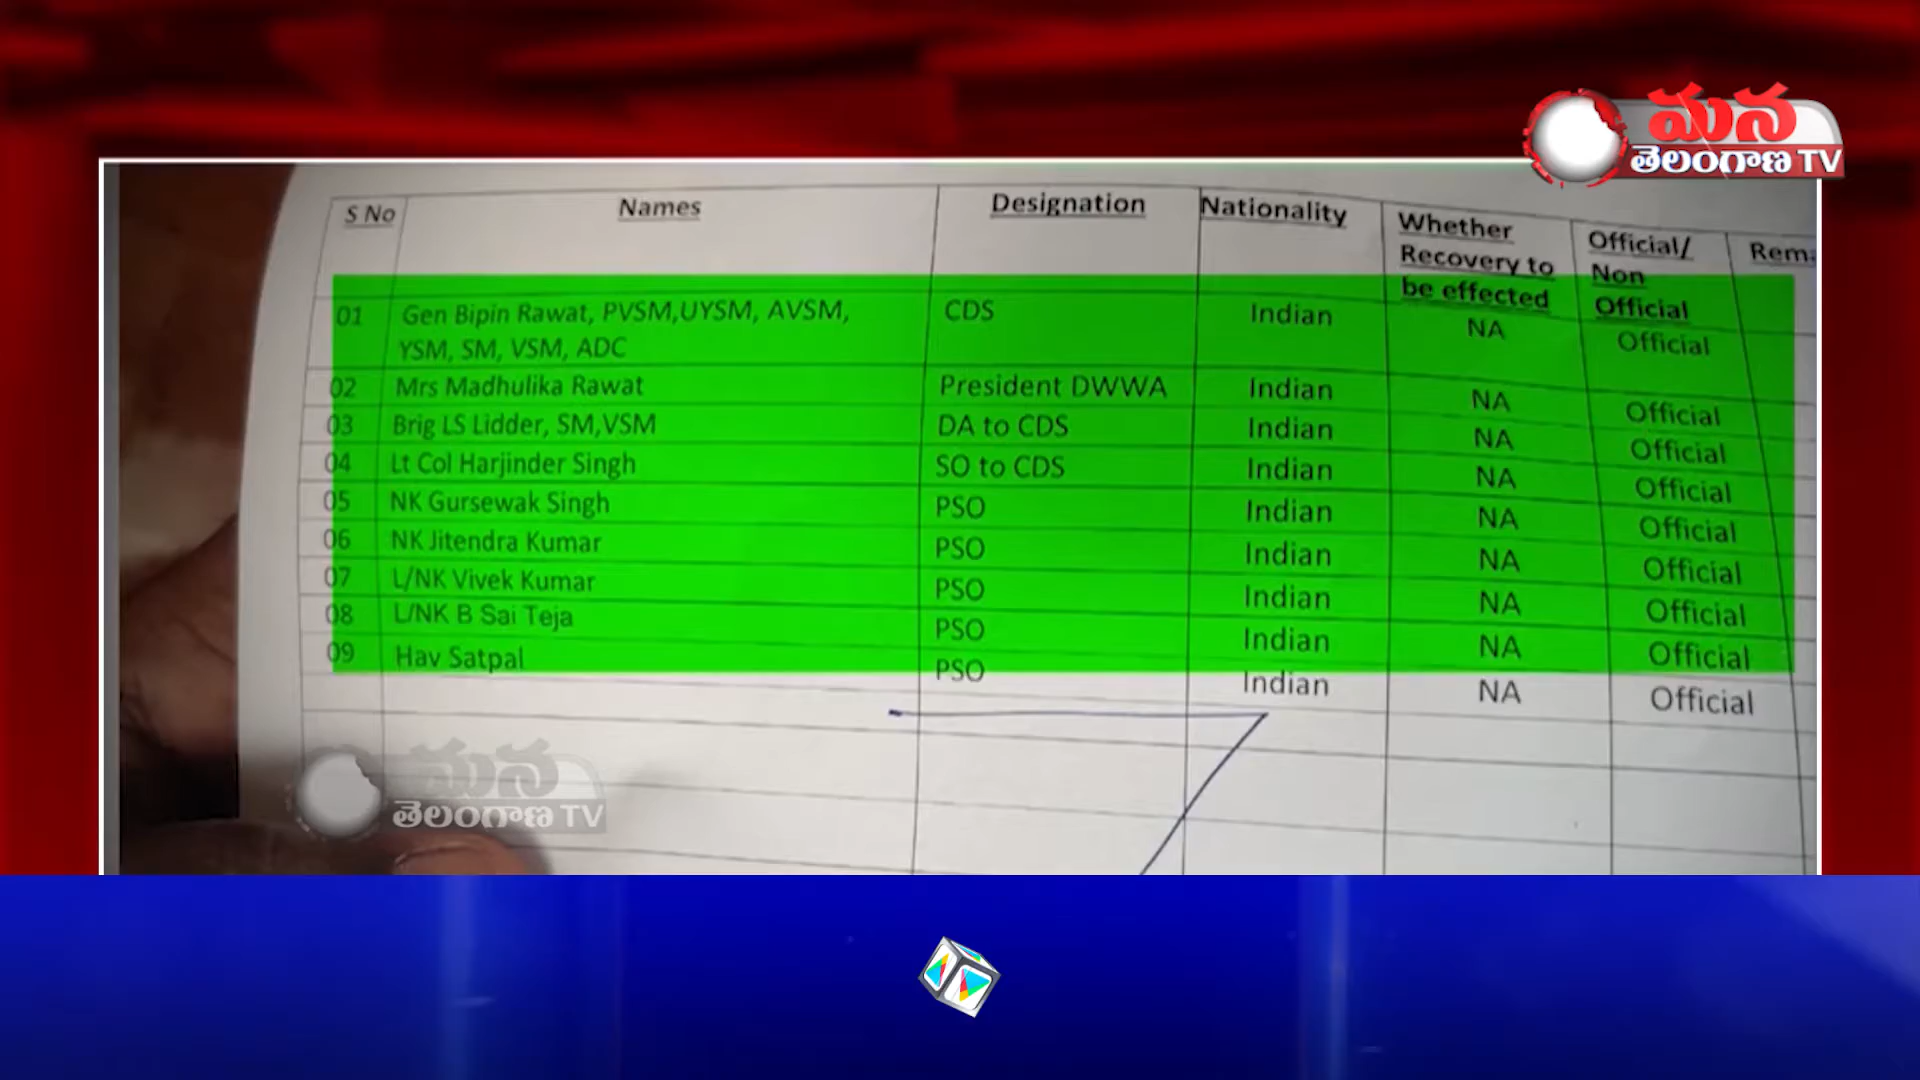 మన
తెలంగాణ TV
S No Names Designation Nationality Whether Recovery to be effected Official/ Non Official
01 Gen Bipin Rawat, PVSM,UYSM, AVSM, YSM, SM, VSM, ADC CDS Indian NA Official
02 Mrs Madhulika Rawat President DWWA Indian NA Official
03 Brig LS Lidder, SM,VSM DA to CDS Indian NA Official
04 Lt Col Harjinder Singh SO to CDS Indian NA Official
05 NK Gursewak Singh PSO Indian NA Official
06 NK Jitendra Kumar PSO Indian NA Official
07 L/NK Vivek Kumar PSO Indian NA Official
08 L/NK B Sai Teja PSO Indian NA Official
09 Hav Satpal PSO Indian NA Official
మన
తెలంగాణ TV